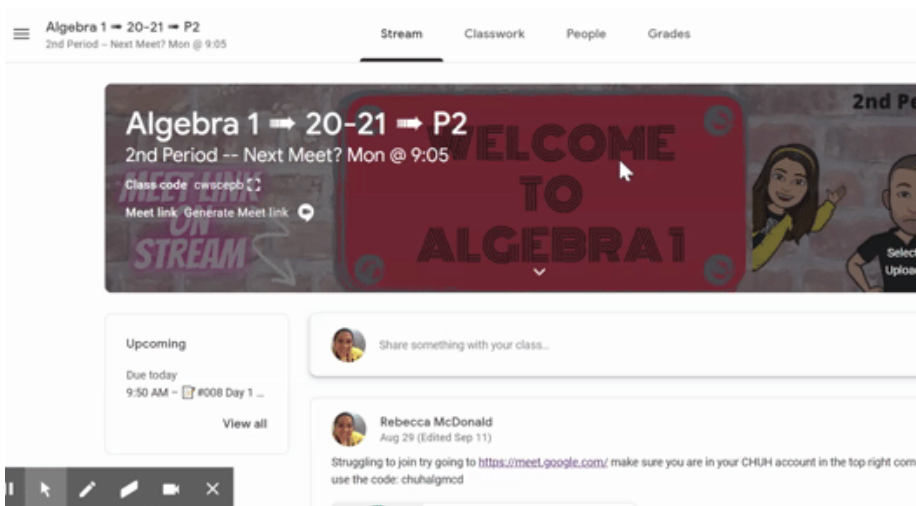 Algebra 1 ➟ 20-21 ➟ P2
2nd Period – Next Meet? Mon @ 9:05
Stream Classwork People Grades
Algebra 1 ➟ 20-21 ➟ P2
2nd Period -- Next Meet? Mon @ 9:05
Class code cwscepb
Meet link Generate Meet link
MEET LINK
ON
STREAM
WELCOME
TO
ALGEBRA 1
2nd Pe
Selec
Uploa
Upcoming
Due today
9:50 AM – #008 Day 1 ...
View all
Share something with your class...
Rebecca McDonald
Aug 29 (Edited Sep 11)
Struggling to join try going to https://meet.google.com/ make sure you are in your CHUH account in the top right corn
use the code: chuhalgmcd